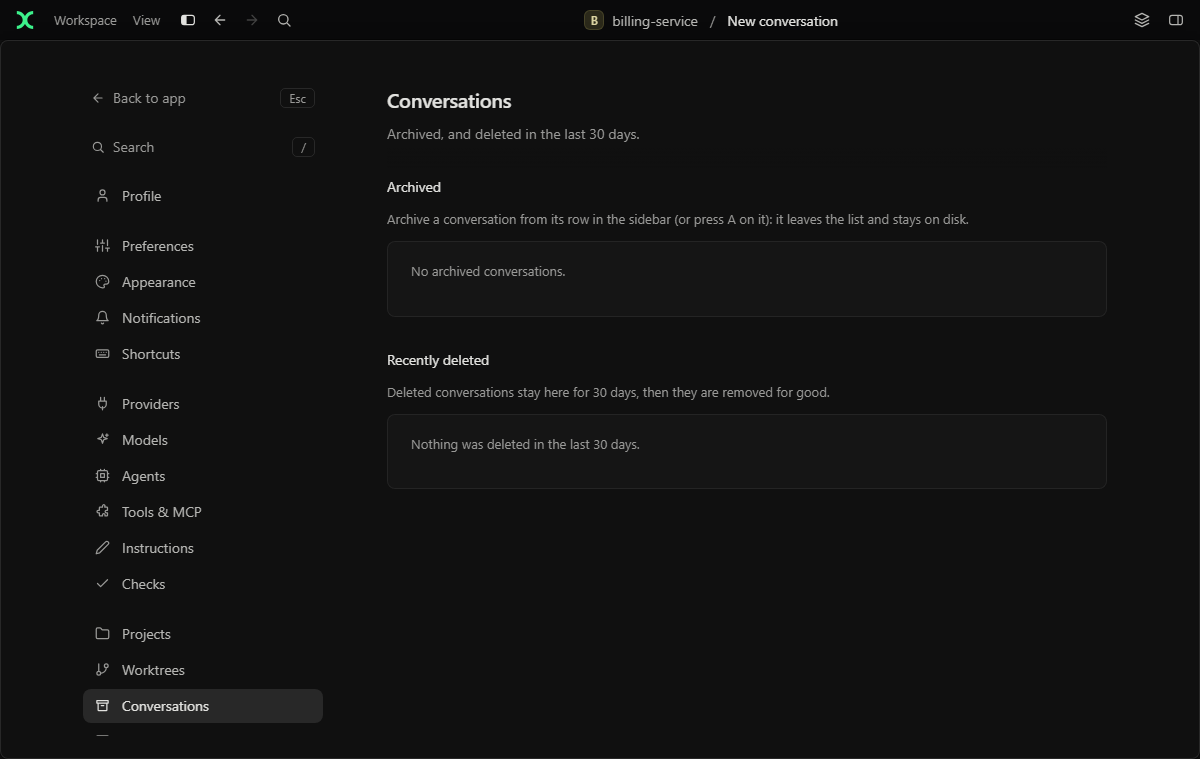 Workspace View
B billing-service / New conversation
Back to app Esc
Search /
Profile
Preferences
Appearance
Notifications
Shortcuts
Providers
Models
Agents
Tools & MCP
Instructions
Checks
Projects
Worktrees
Conversations
Conversations
Archived, and deleted in the last 30 days.
Archived
Archive a conversation from its row in the sidebar (or press A on it): it leaves the list and stays on disk.
No archived conversations.
Recently deleted
Deleted conversations stay here for 30 days, then they are removed for good.
Nothing was deleted in the last 30 days.